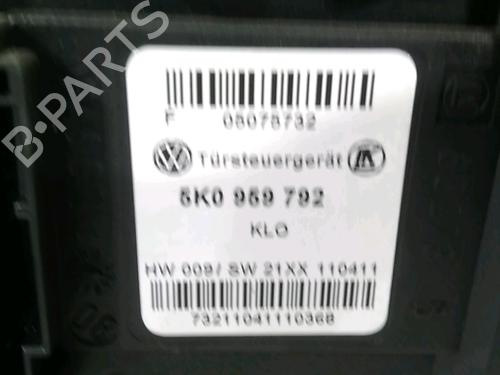 F 05075732
Türsteuergerät
5K0 959 792
KLO
HW 009/ SW 21XX 110411
73211041110368
B-PARTS